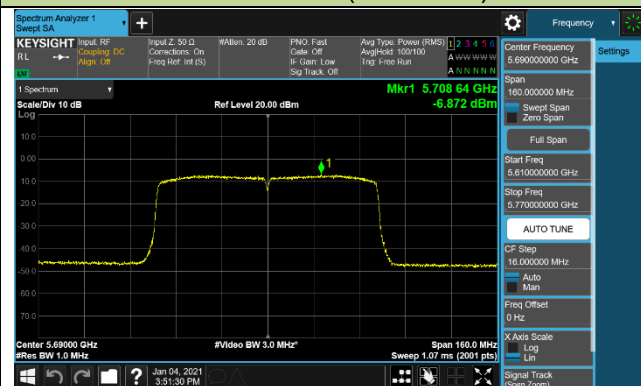 Spectrum Analyzer 1
Swept SA
Frequency
KEYSIGHT
RL
Input: RF
Coupling: DC
Align: Off
Input Z: 50 Ω
Corrections: On
Freq Ref: Int (S)
#Atten: 20 dB
PNO: Fast
Gate: Off
IF Gain: Low
Sig Track: Off
Avg Type: Power (RMS)
Avg|Hold: 100/100
Trig: Free Run
1 2 3 4 5 6
A W W W W W
A N N N N N
1 Spectrum
Scale/Div 10 dB
Ref Level 20.00 dBm
Mkr1 5.708 64 GHz
-6.872 dBm
Log
10.0
0.00
-10.0
-20.0
-30.0
-40.0
-50.0
-60.0
-70.0
1
Center 5.69000 GHz
#Video BW 3.0 MHz*
Span 160.0 MHz
#Res BW 1.0 MHz
Sweep 1.07 ms (2001 pts)
Jan 04, 2021
3:51:30 PM
Center Frequency
5.690000000 GHz
Settings
Span
160.000000 MHz
Swept Span
Zero Span
Full Span
Start Freq
5.610000000 GHz
Stop Freq
5.770000000 GHz
AUTO TUNE
CF Step
16.000000 MHz
Auto
Man
Freq Offset
0 Hz
X Axis Scale
Log
Lin
Signal Track
(Span Zoom)